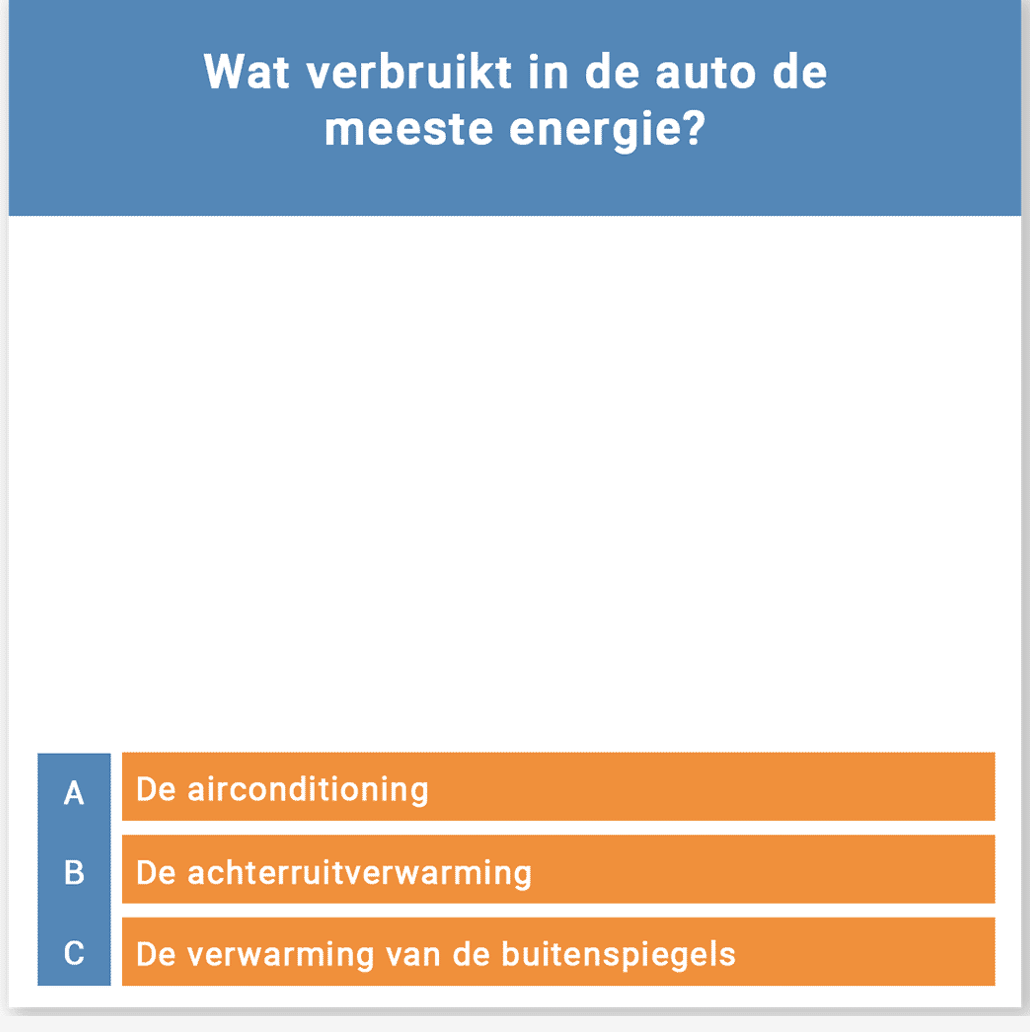 Wat verbruikt in de auto de
meeste energie?
A De airconditioning
B De achterruitverwarming
C De verwarming van de buitenspiegels